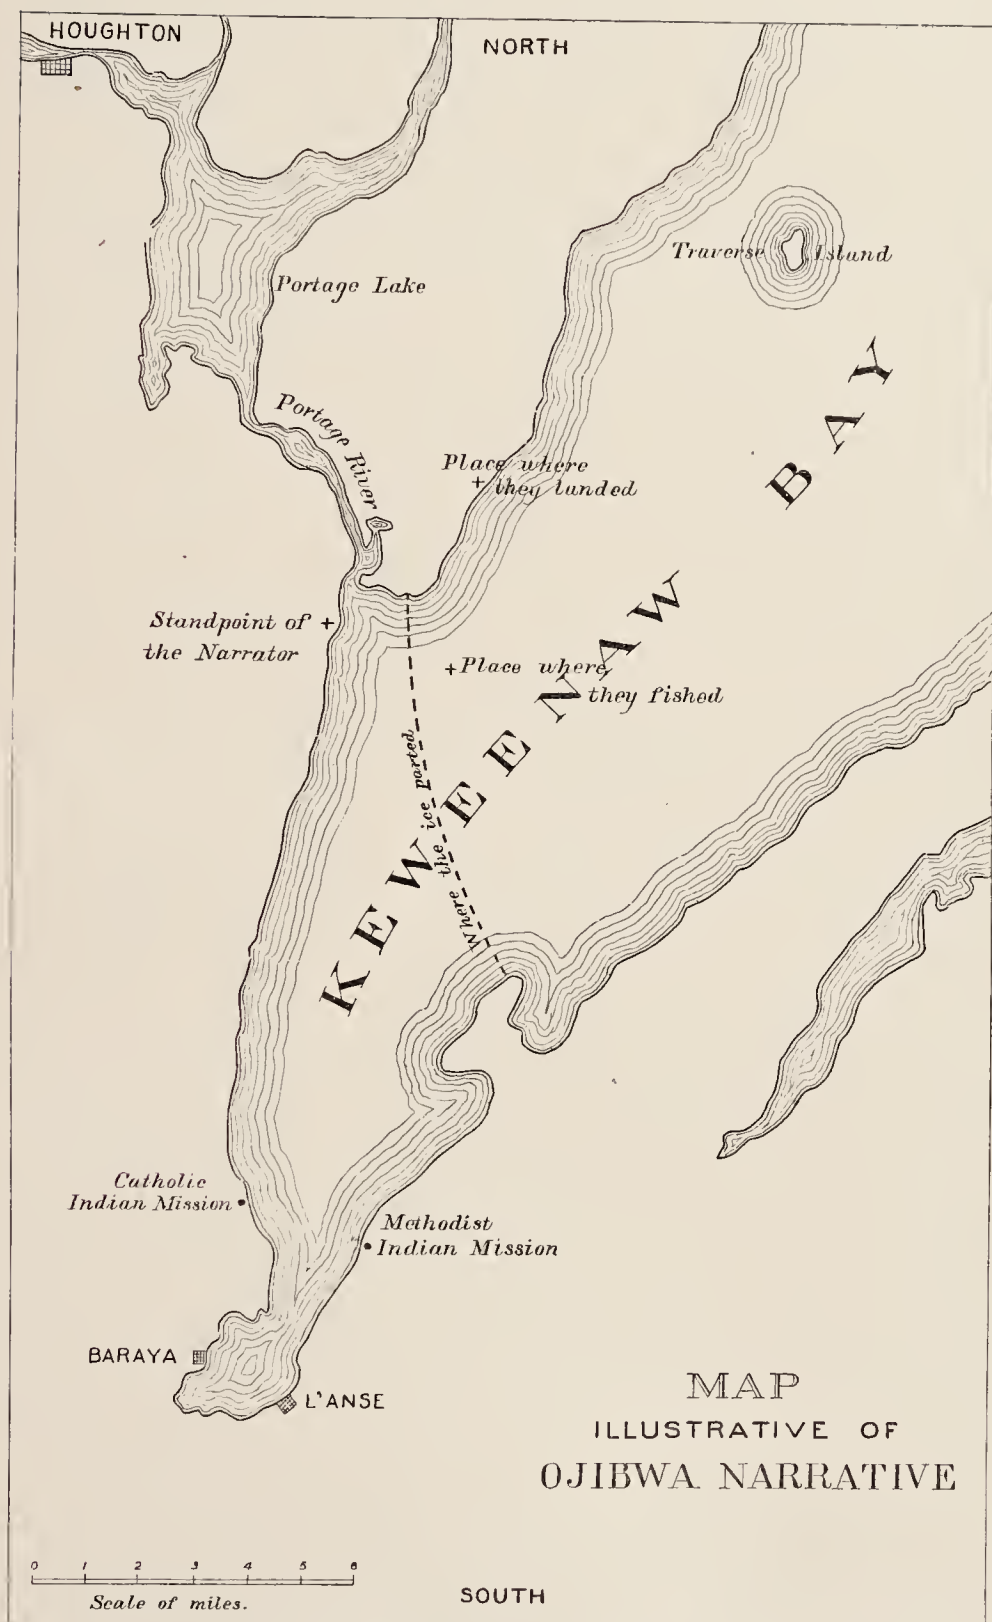 HOUGHTON
NORTH
Traverse Island
Portage Lake
Portage River
Place where
they landed
KEWEENAW BAY
Standpoint of
the Narrator
Place where
they fished
Where the ice parted
Catholic
Indian Mission
Methodist
Indian Mission
BARAYA
L'ANSE
MAP
ILLUSTRATIVE OF
OJIBWA NARRATIVE
0 1 2 3 4 5 6
Scale of miles.
SOUTH